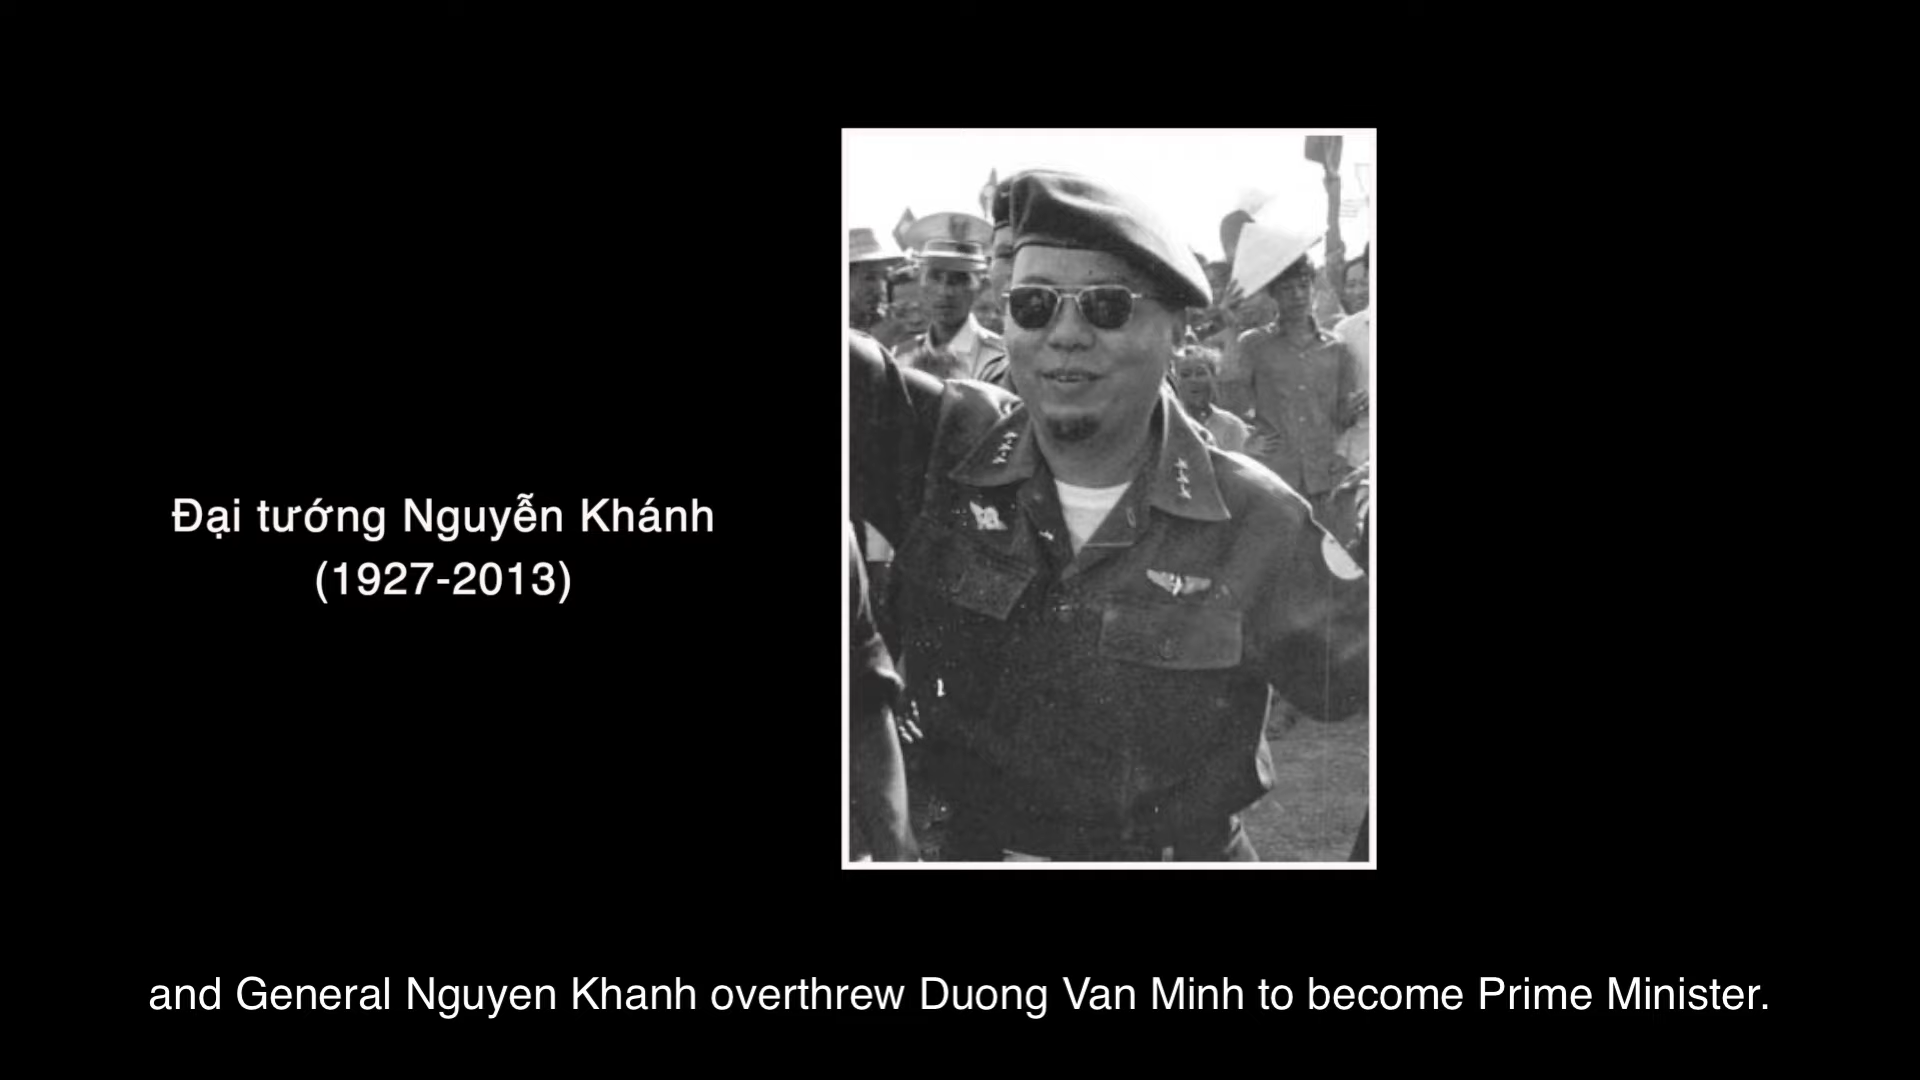 Đại tướng Nguyễn Khánh
(1927-2013)
and General Nguyen Khanh overthrew Duong Van Minh to become Prime Minister.